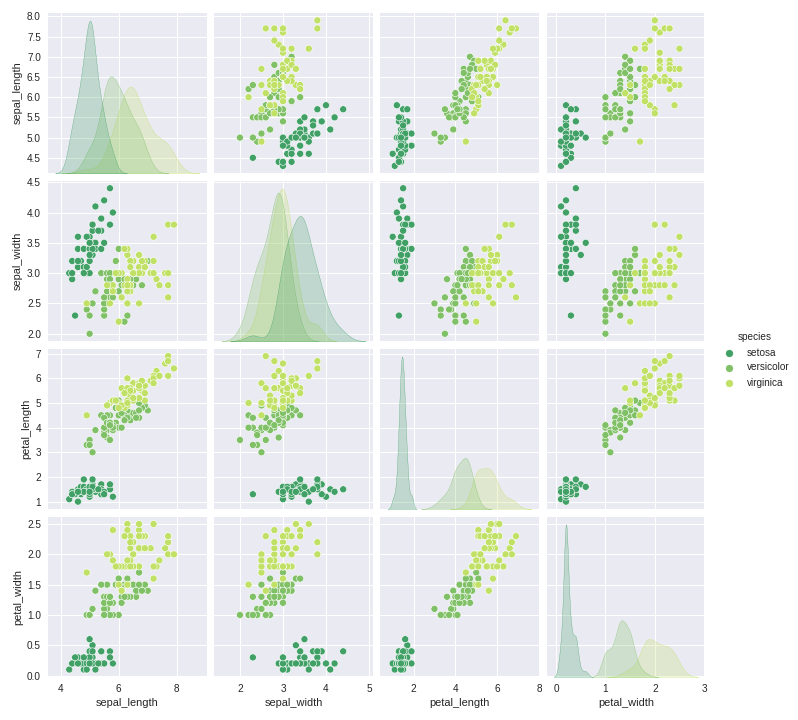 8.0
7.5
7.0
6.5
6.0
5.5
5.0
4.5
sepal_length
4.5
4.0
3.5
3.0
2.5
2.0
sepal_width
species
setosa
versicolor
virginica
7
6
5
4
3
2
1
petal_length
2.5
2.0
1.5
1.0
0.5
0.0
petal_width
4 6 8 2 3 4 5 2 4 6 8 0 1 2 3
sepal_length sepal_width petal_length petal_width